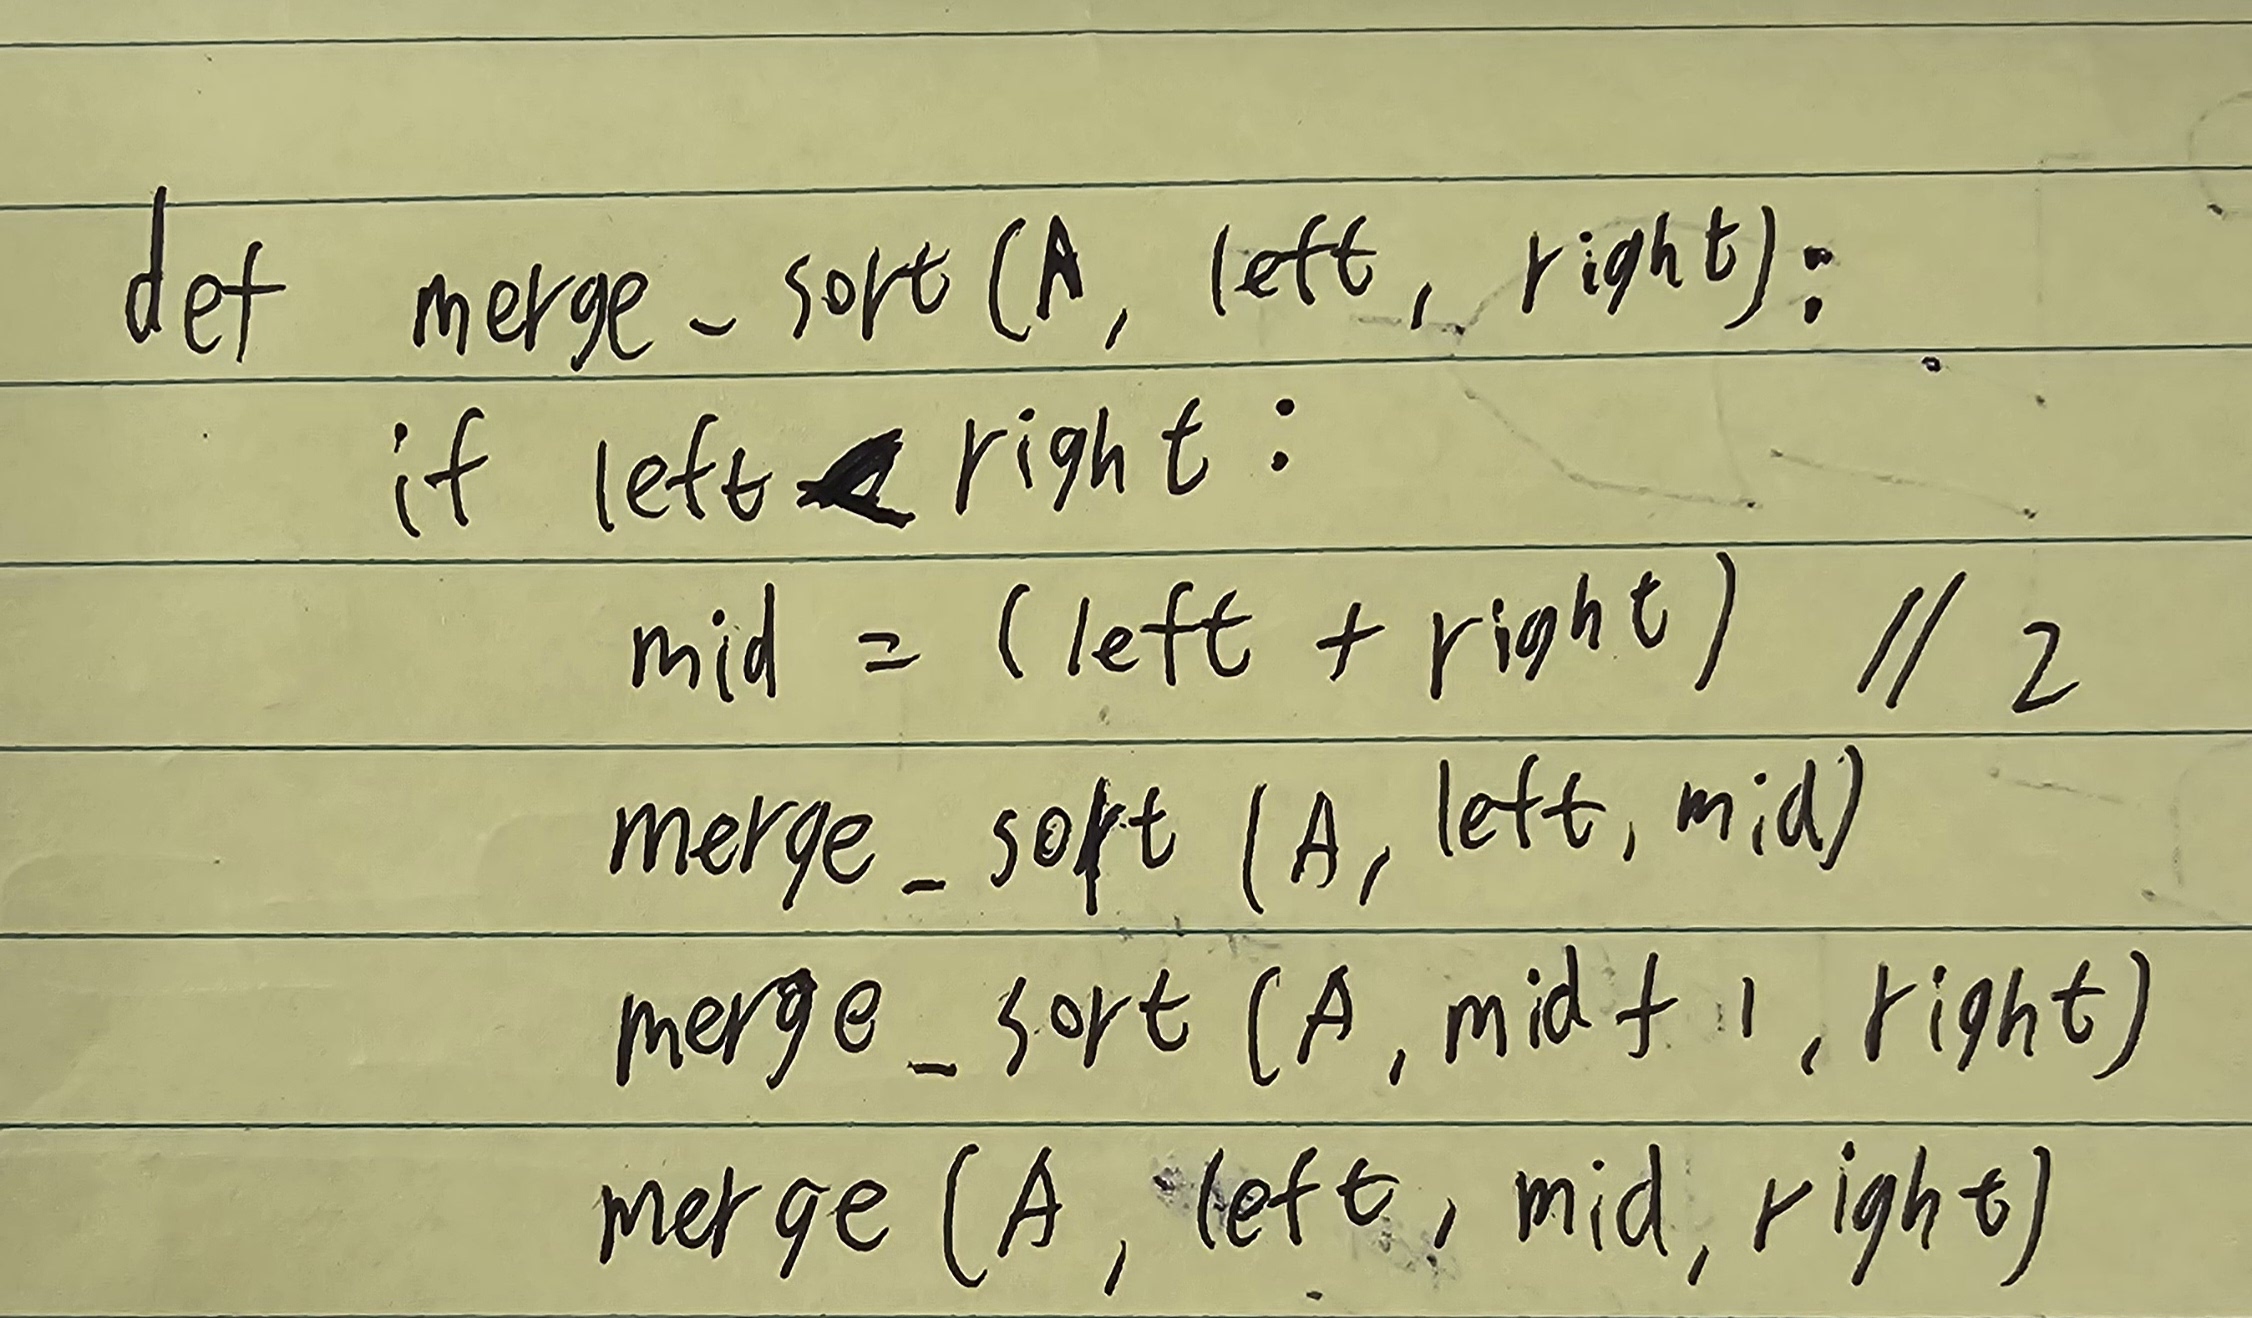 def merge_sort(A, left, right):
if left < right:
mid = (left + right) // 2
merge_sort (A, left, mid)
merge_sort (A, mid + 1, right)
merge (A, left, mid, right)